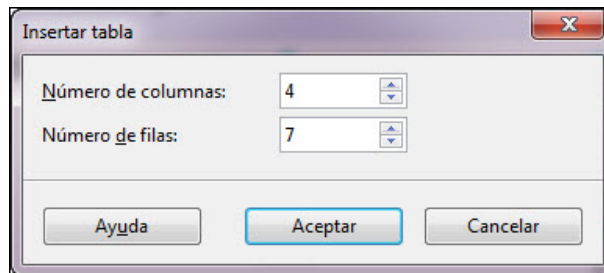 Insertar tabla
Número de columnas: 4
Número de filas: 7
Ayuda Aceptar Cancelar